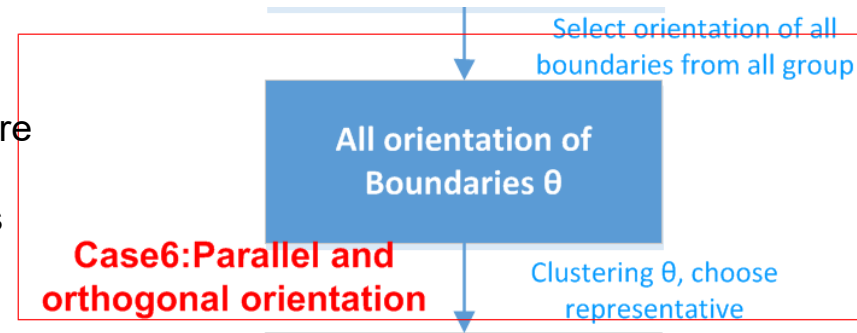 Select orientation of all
boundaries from all group
re
All orientation of
Boundaries θ
s
Case6:Parallel and
orthogonal orientation
Clustering θ, choose
representative